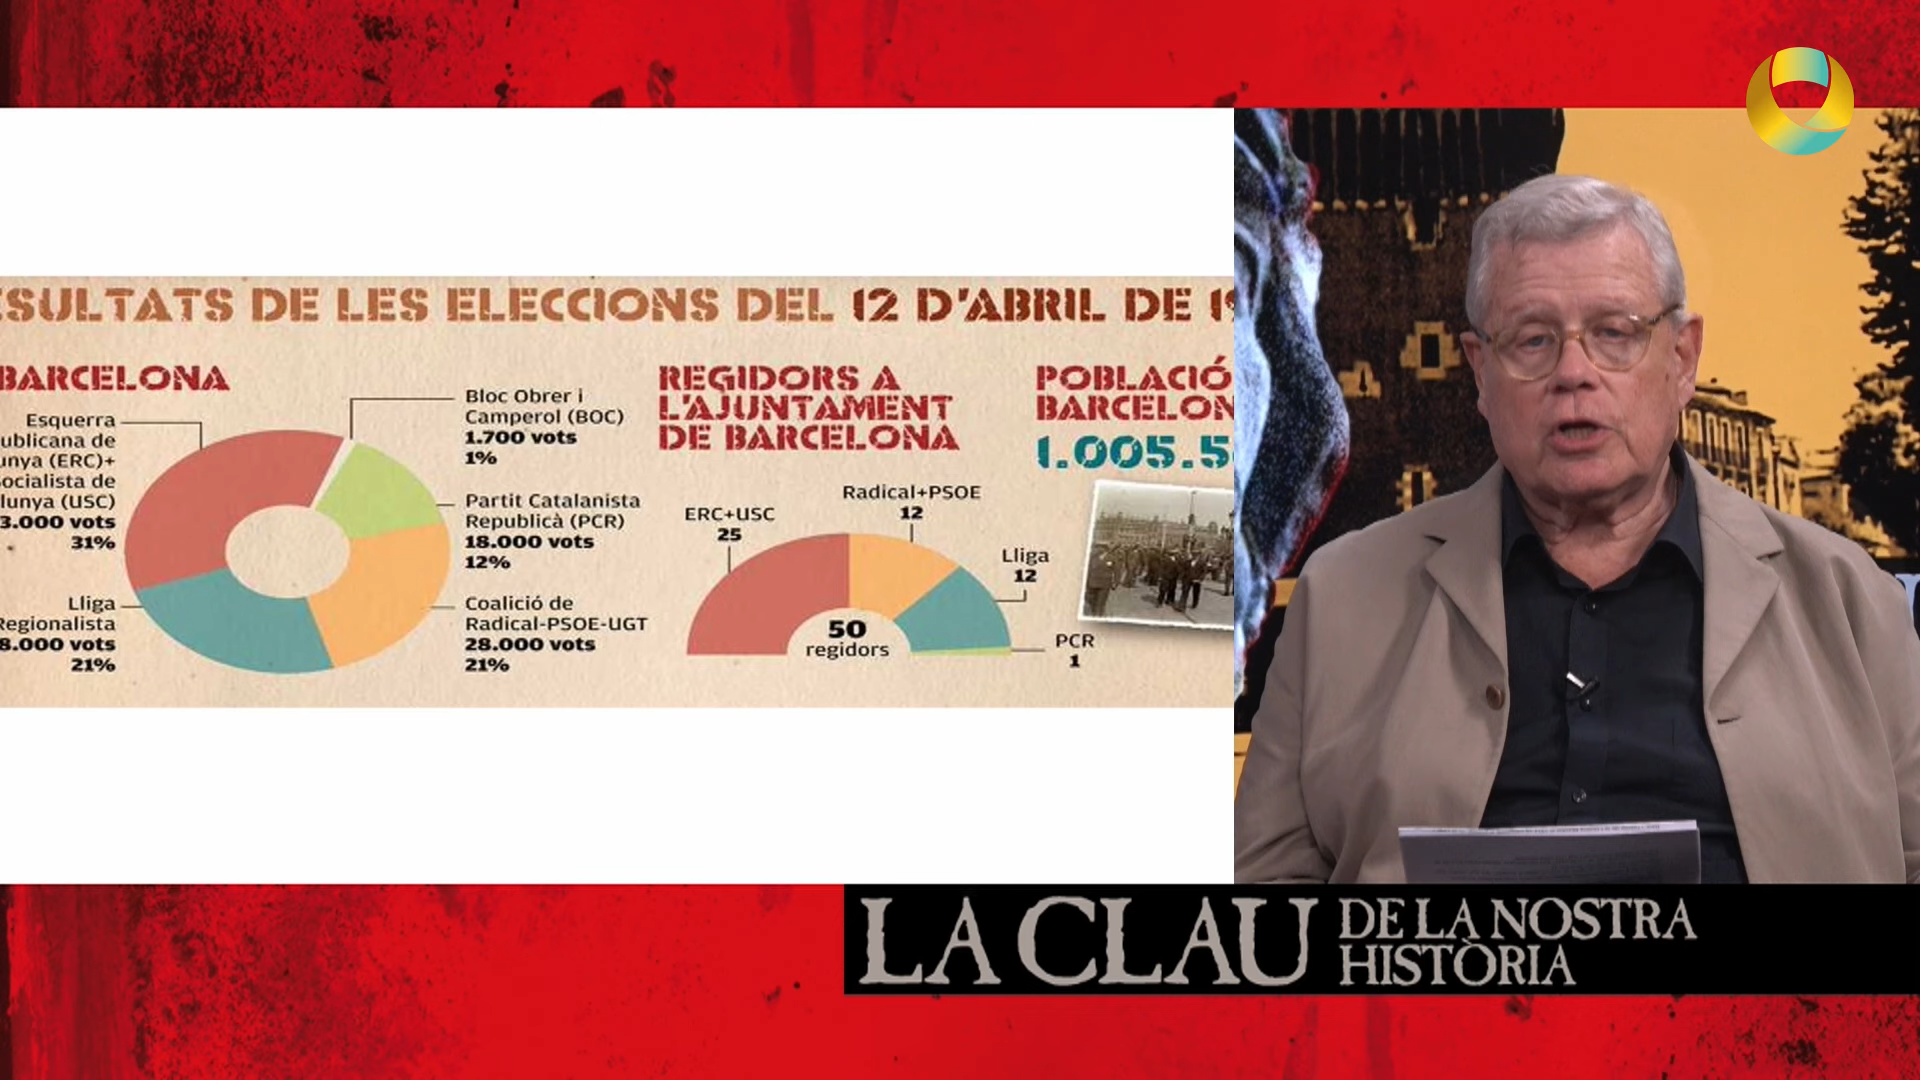 ESULTATS DE LES ELECCIONS DEL 12 D'ABRIL DE 19
BARCELONA
Esquerra
ublicana de
unya (ERC)+
ocialista de
lunya (USC)
3.000 vots
31%
Lliga
Regionalista
8.000 vots
21%
Bloc Obrer i
Camperol (BOC)
1.700 vots
1%
Partit Catalanista
Republicà (PCR)
18.000 vots
12%
Coalició de
Radical-PSOE-UGT
28.000 vots
21%
REGIDORS A
L'AJUNTAMENT
DE BARCELONA
ERC+USC
25
Radical+PSOE
12
Lliga
12
PCR
1
50
regidors
POBLACIÓ
BARCELON
1.005.5
LA CLAU DE LA NOSTRA
HISTÒRIA